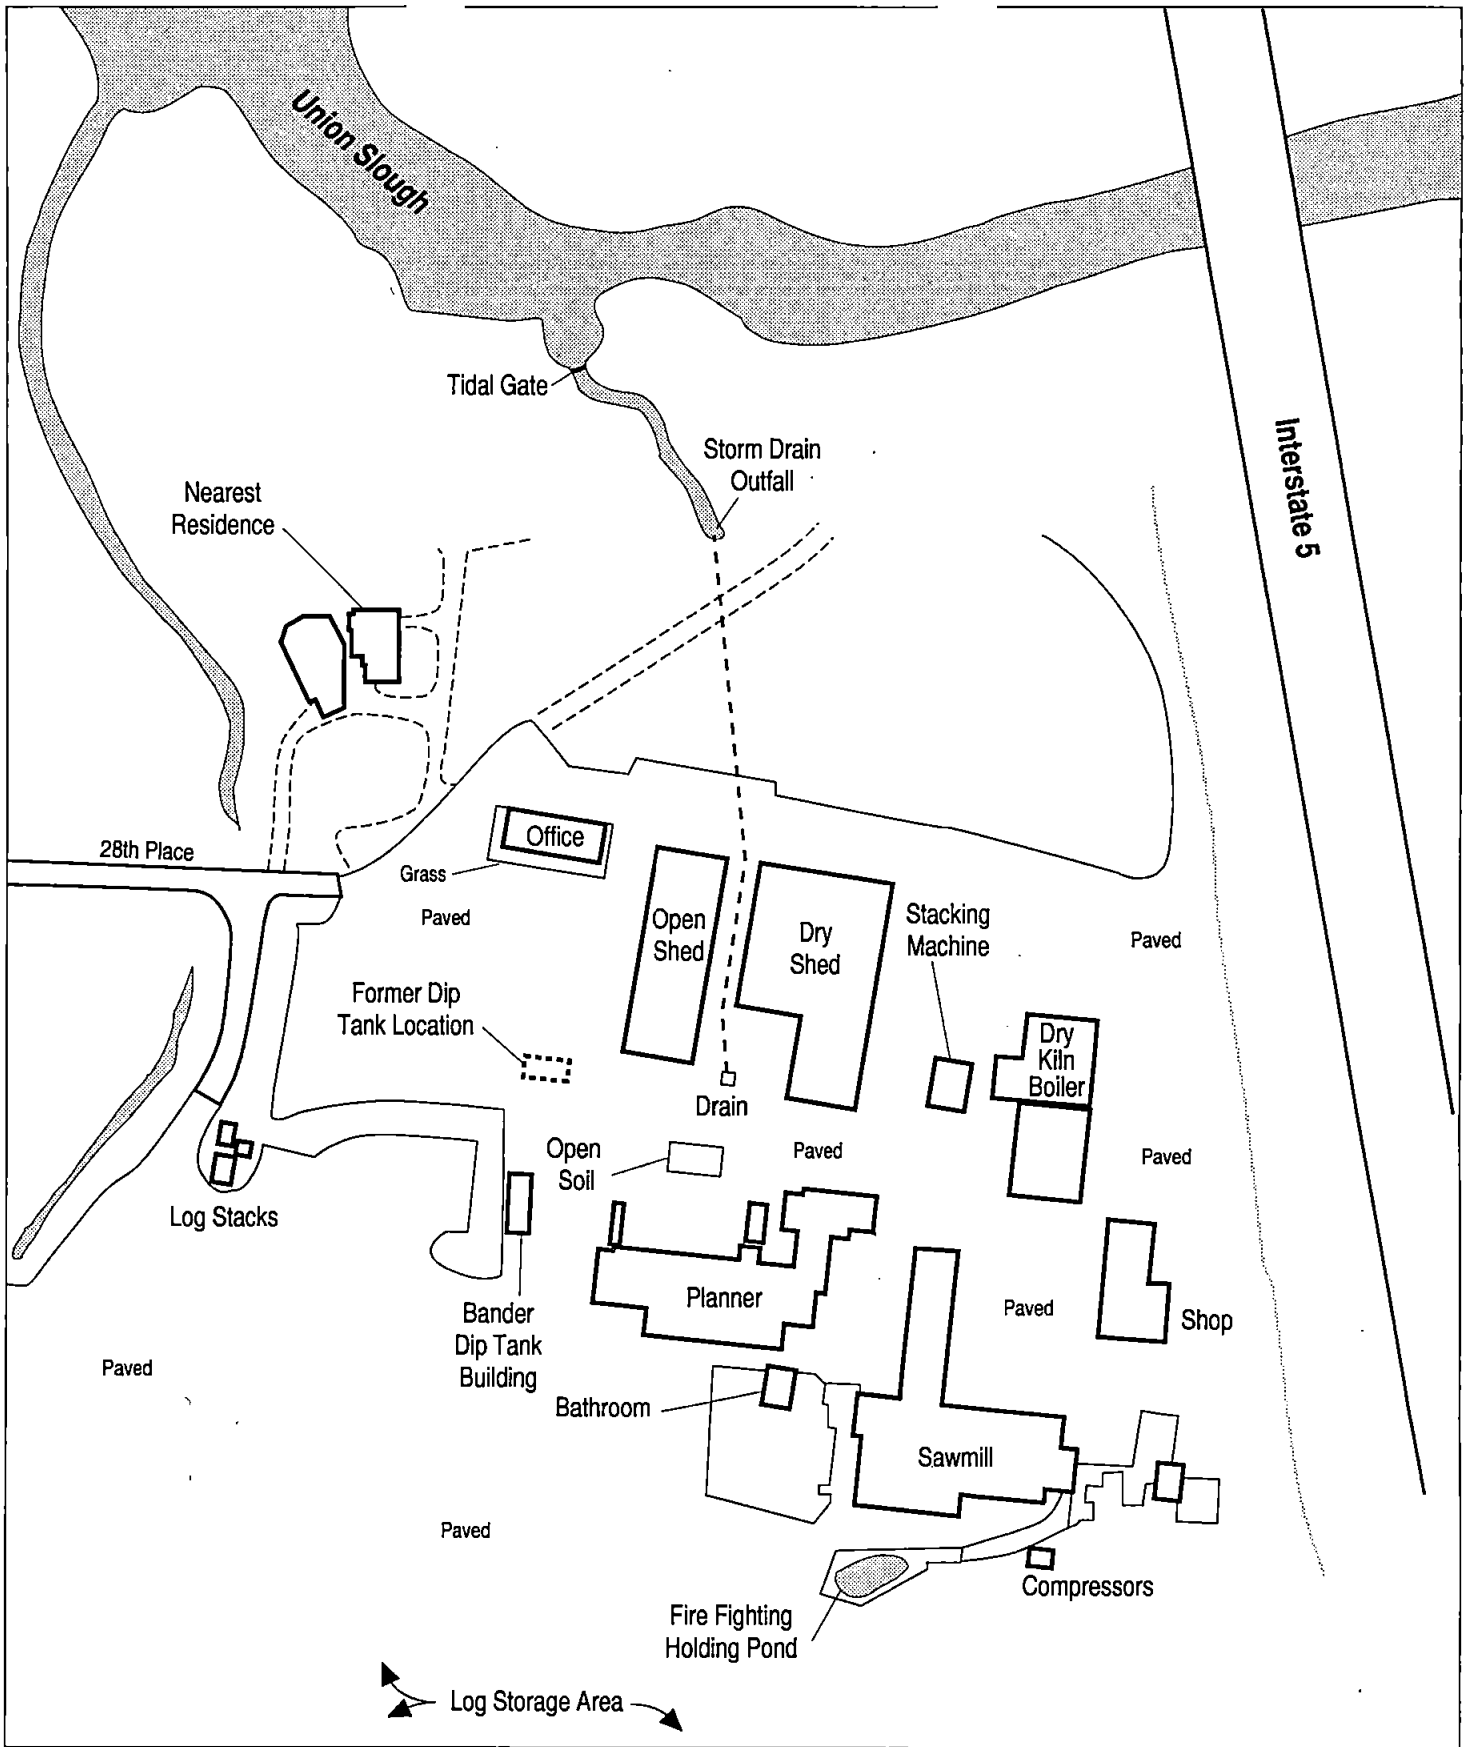 Union Slough
Tidal Gate
Storm Drain
Outfall
Interstate 5
Nearest
Residence
28th Place
Office
Grass
Paved
Open
Shed
Dry
Shed
Stacking
Machine
Paved
Former Dip
Tank Location
Dry
Kiln
Boiler
Drain
Open
Soil
Paved
Paved
Log Stacks
Planner
Paved
Shop
Bander
Dip Tank
Building
Paved
Bathroom
Sawmill
Paved
Compressors
Fire Fighting
Holding Pond
Log Storage Area